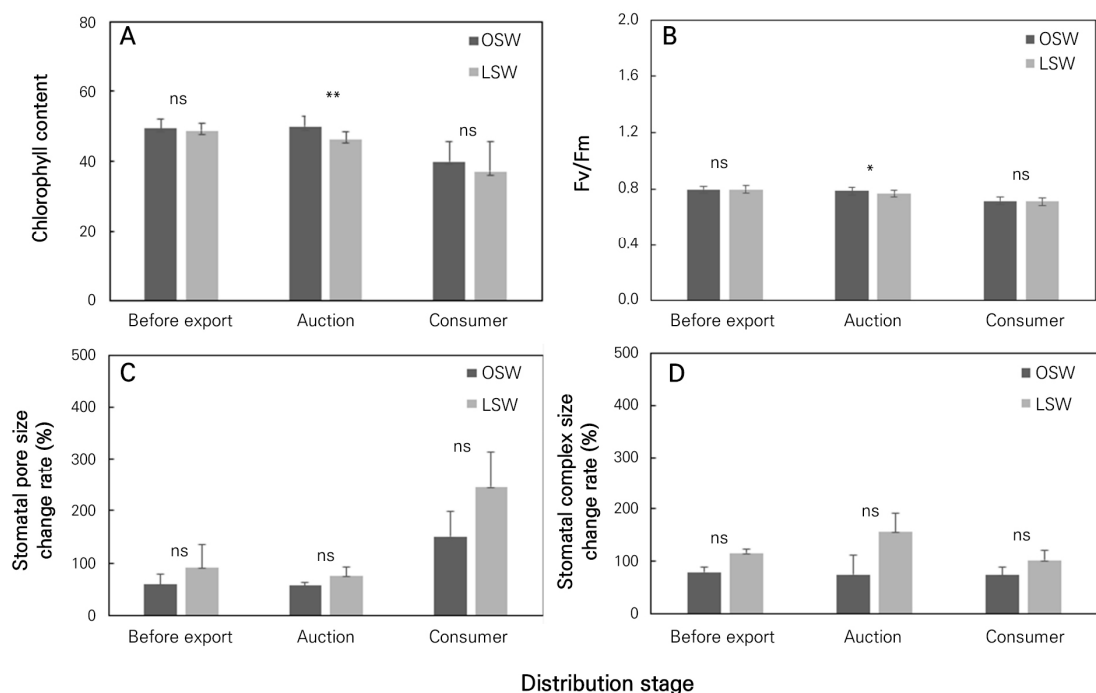 A
OSW
LSW
Chlorophyll content
80
60
40
20
0
ns
**
ns
Before export
Auction
Consumer
B
OSW
LSW
Fv/Fm
2.0
1.6
1.2
0.8
0.4
0.0
ns
*
ns
Before export
Auction
Consumer
C
OSW
LSW
Stomatal pore size
change rate (%)
500
400
300
200
100
0
ns
ns
ns
Before export
Auction
Consumer
D
OSW
LSW
Stomatal complex size
change rate (%)
500
400
300
200
100
0
ns
ns
ns
Before export
Auction
Consumer
Distribution stage